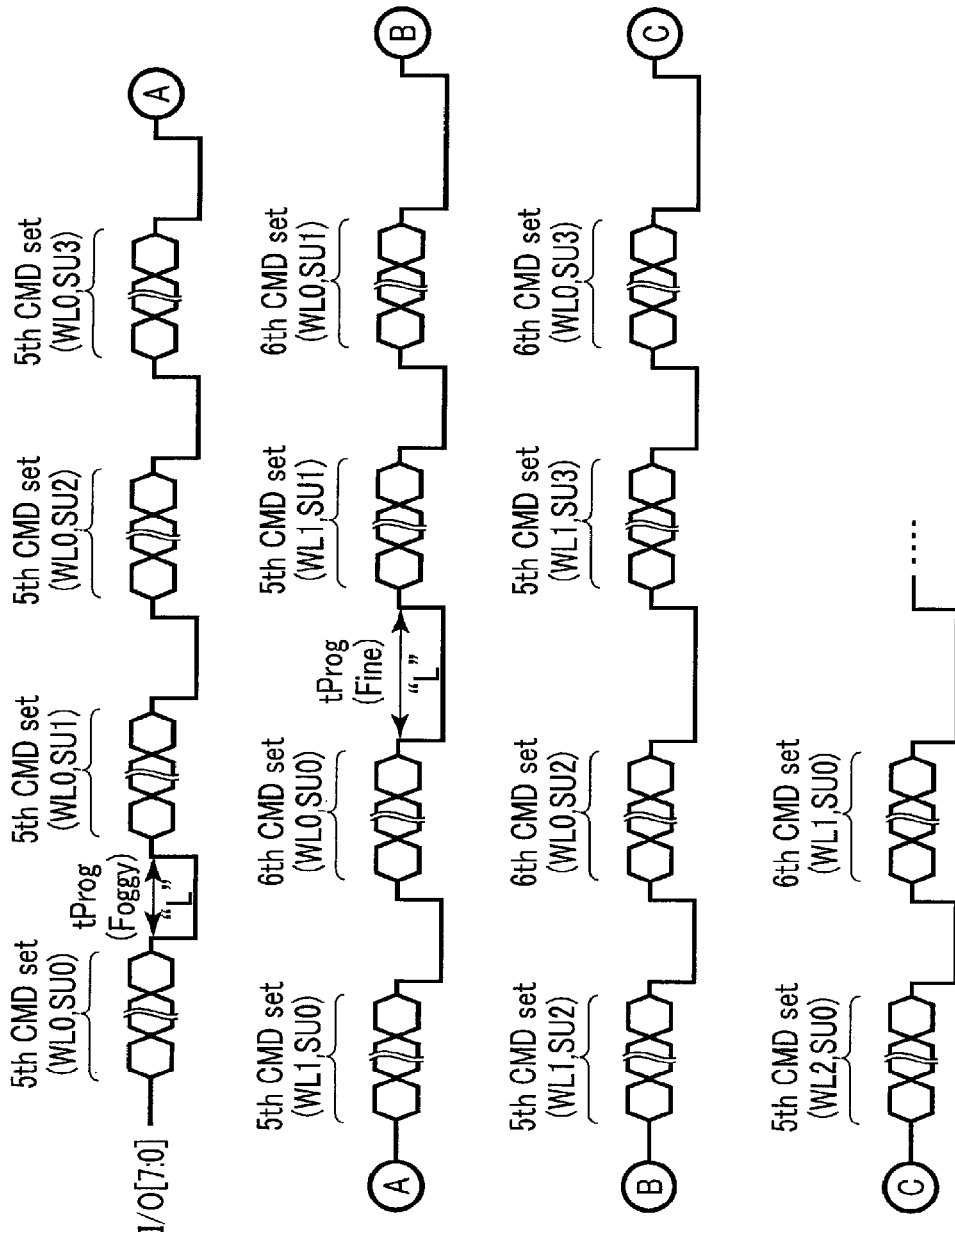 I/O[7:0]
5th CMD set
(WL0,SU0)
tProg
(Foggy)
“L”
5th CMD set
(WL0,SU1)
5th CMD set
(WL0,SU2)
5th CMD set
(WL0,SU3)
A
A
5th CMD set
(WL1,SU0)
6th CMD set
(WL0,SU0)
tProg
(Fine)
“L”
5th CMD set
(WL1,SU1)
6th CMD set
(WL0,SU1)
B
B
5th CMD set
(WL1,SU2)
6th CMD set
(WL0,SU2)
5th CMD set
(WL1,SU3)
6th CMD set
(WL0,SU3)
C
C
5th CMD set
(WL2,SU0)
6th CMD set
(WL1,SU0)